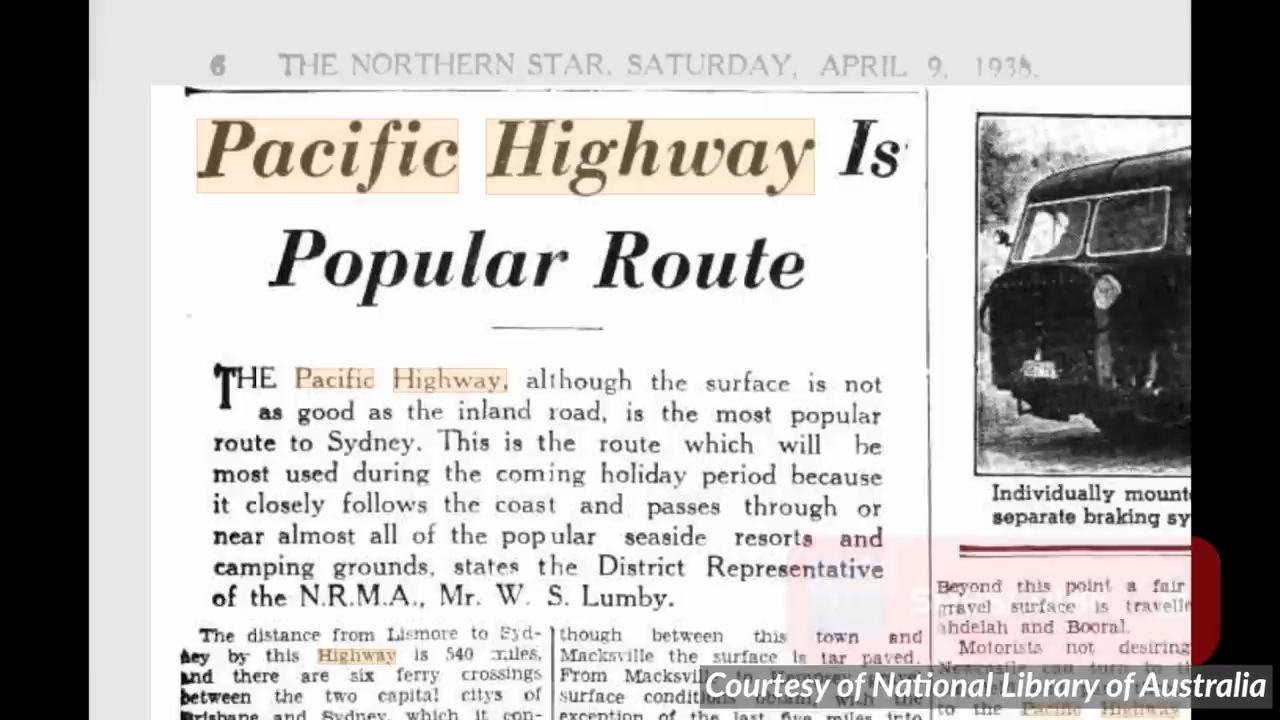 6 THE NORTHERN STAR, SATURDAY, APRIL 9, 1938.
Pacific Highway Is
Popular Route
THE Pacific Highway, although the surface is not
as good as the inland road, is the most popular
route to Sydney. This is the route which will be
most used during the coming holiday period because
it closely follows the coast and passes through or
near almost all of the popular seaside resorts and
camping grounds, states the District Representative
of the N.R.M.A., Mr. W. S. Lumby.
The distance from Lismore to Syd-
ney by this Highway is 540 miles,
and there are six ferry crossings
between the two capital citys of
Brisbane and Sydney, which it con-
though between this town and
Macksville the surface is tar paved.
From Macksville
surface conditions
exception of the last five miles into
Individually mount
separate braking sy
Beyond this point a fair
gravel surface is travelle
ahdelah and Booral.
Motorists not desiring
Newcastle can turn
to the Pacific Highway
Courtesy of National Library of Australia